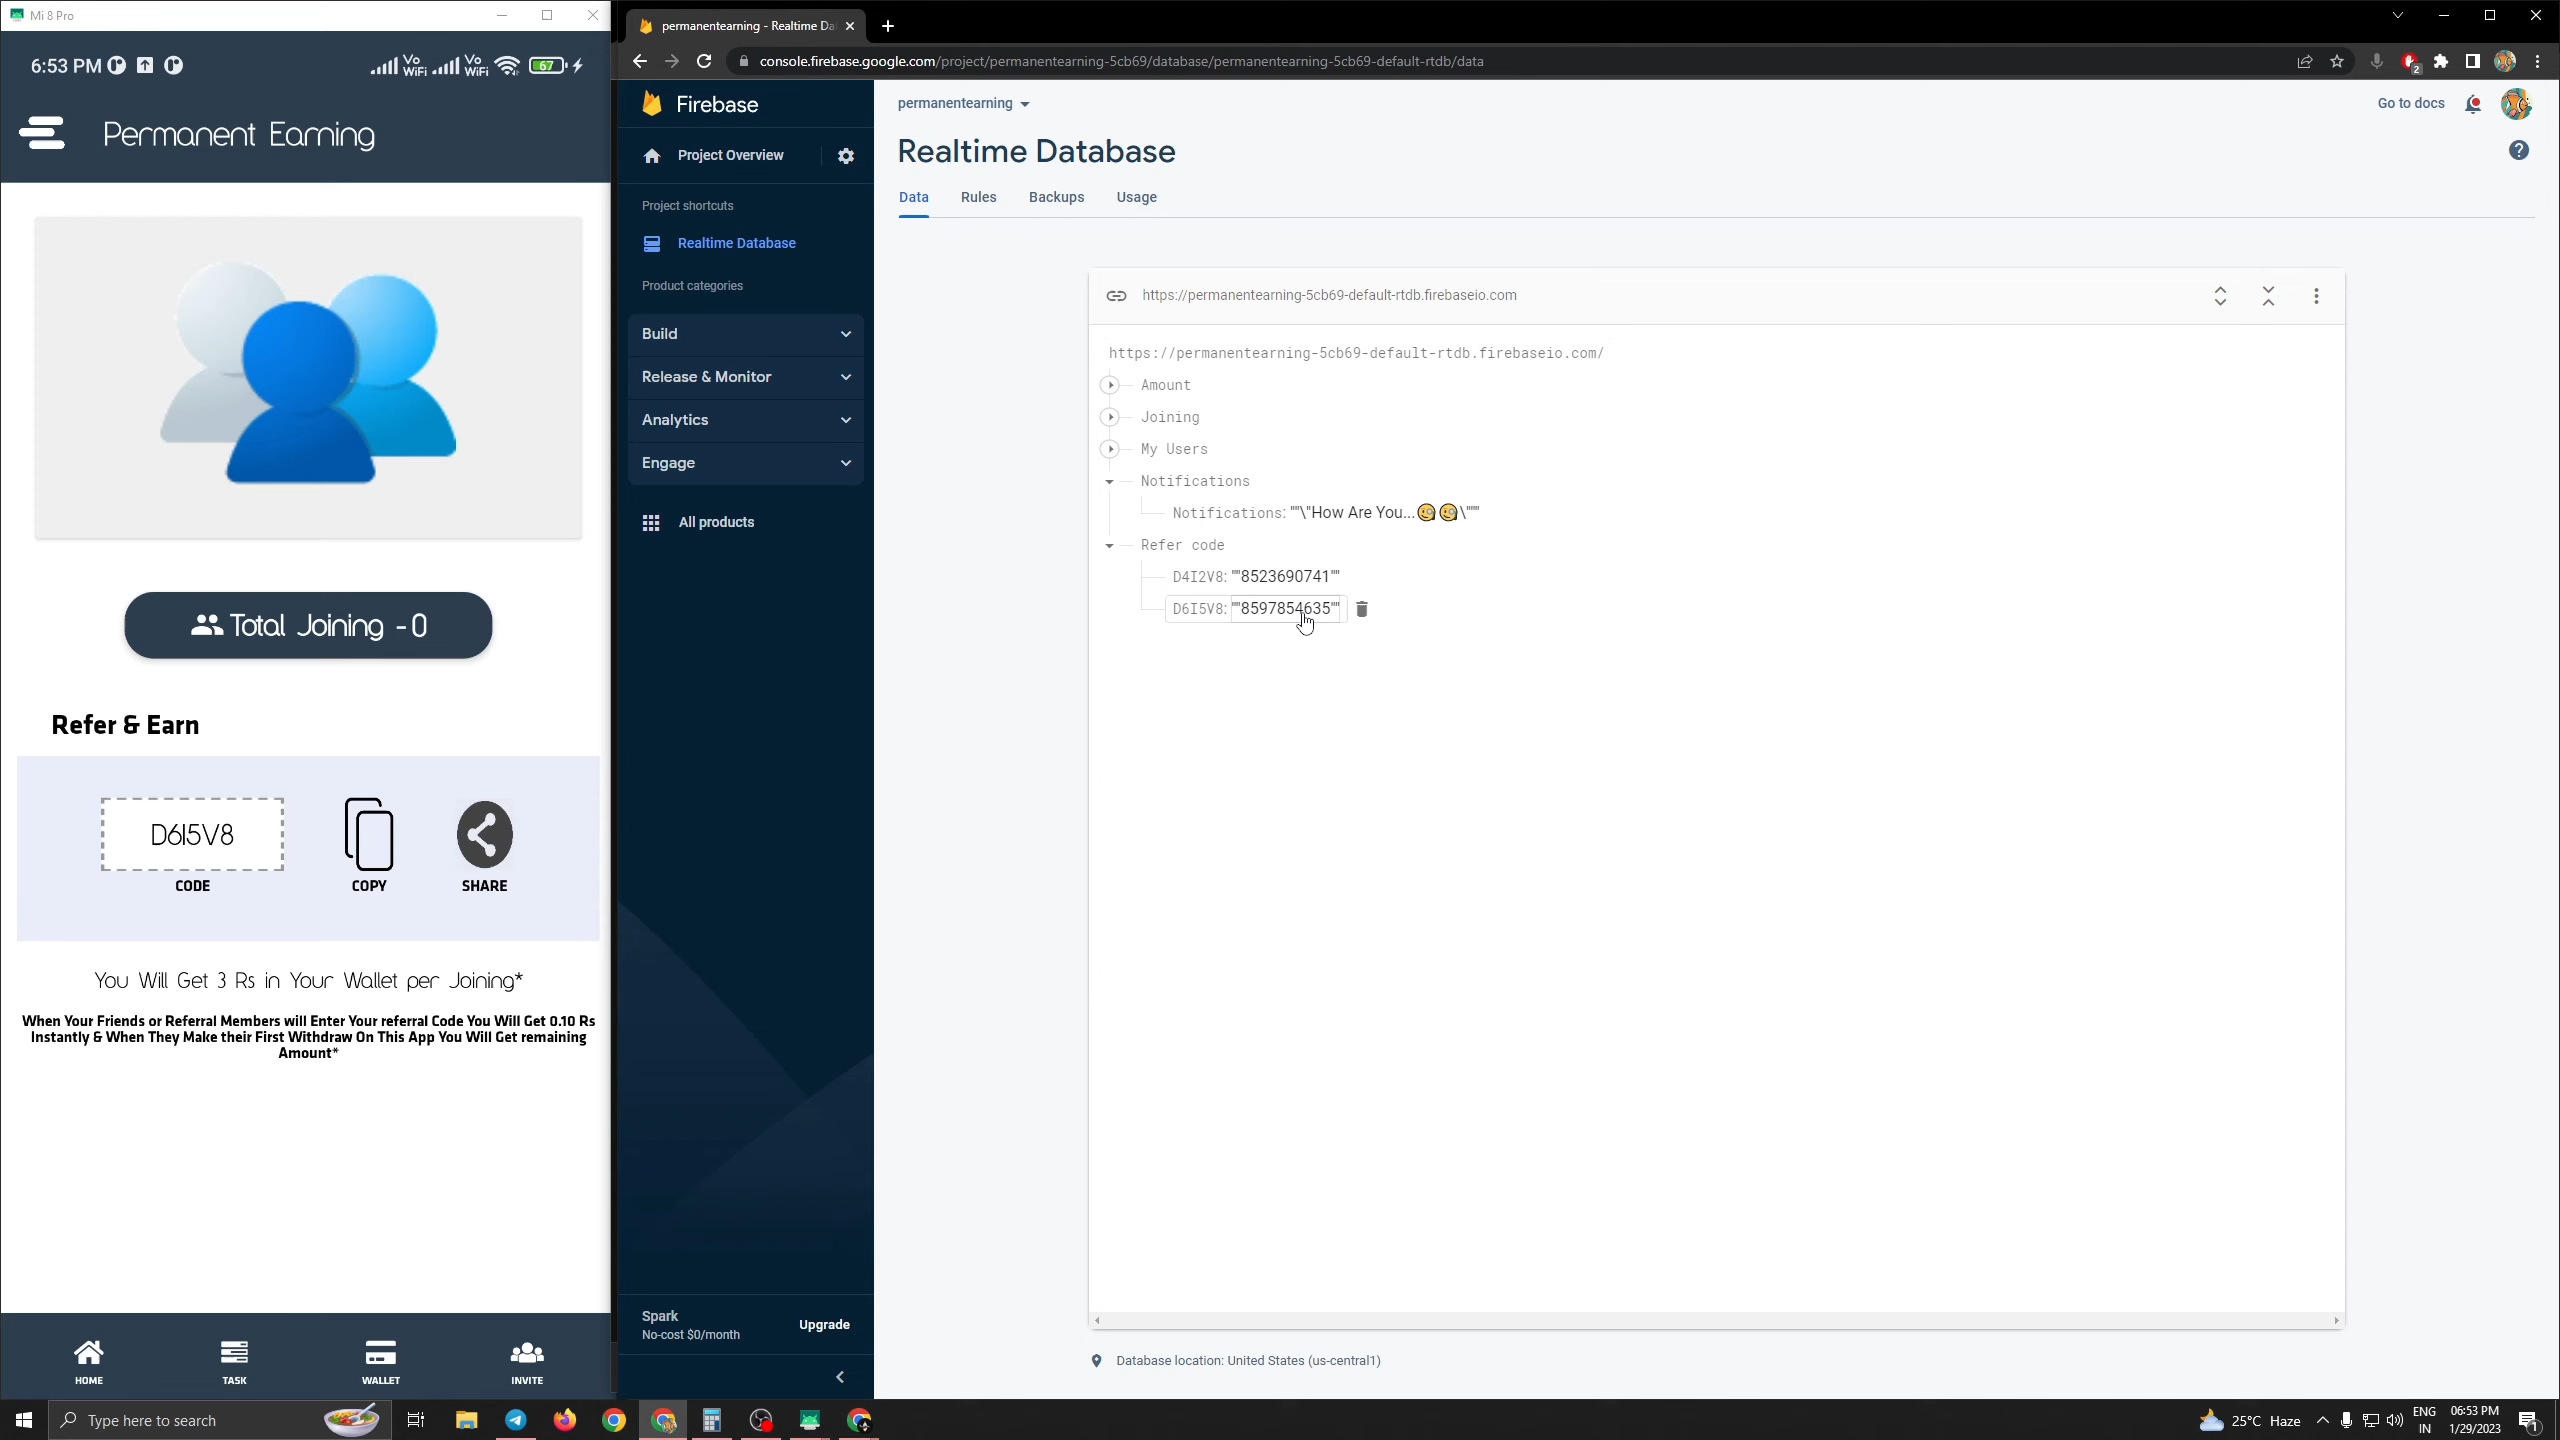 Mi 8 Pro
6:53 PM
Vo WiFi Vo WiFi 67
Permanent Earning
Total Joining - 0
Refer & Earn
D6I5V8
CODE
COPY
SHARE
You Will Get 3 Rs in Your Wallet per Joining*
When Your Friends or Referral Members will Enter Your referral Code You Will Get 0.10 Rs
Instantly & When They Make their First Withdraw On This App You Will Get remaining
Amount*
HOME
TASK
WALLET
INVITE
permanentearning - Realtime Da
console.firebase.google.com/project/permanentearning-5cb69/database/permanentearning-5cb69-default-rtdb/data
2
Firebase
Project Overview
Project shortcuts
Realtime Database
Product categories
Build
Release & Monitor
Analytics
Engage
All products
Spark
No-cost $0/month
Upgrade
permanentearning
Go to docs
Realtime Database
Data
Rules
Backups
Usage
https://permanentearning-5cb69-default-rtdb.firebaseio.com
https://permanentearning-5cb69-default-rtdb.firebaseio.com/
Amount
Joining
My Users
Notifications
Notifications: ""\"How Are You...🧐🧐\"""
Refer code
D4I2V8: ""8523690741""
D6I5V8: ""8597854635""
Database location: United States (us-central1)
Type here to search
25°C Haze
ENG
IN
06:53 PM
1/29/2023
1